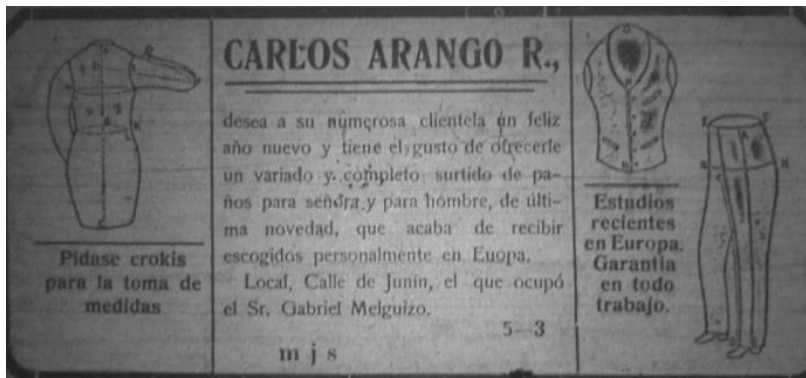 CARLOS ARANGO R.,
desea a su numerosa clientela un feliz
año nuevo y tiene el gusto de ofrecerle
un variado y completo surtido de pa-
ños para señora y para hombre, de últi-
ma novedad, que acaba de recibir
escogidos personalmente en Euopa.
Local, Calle de Junín, el que ocupó
el Sr. Gabriel Melguizo.
5—3
m j s
Pídase crokis
para la toma de
medidas
Estudios
recientes
en Europa.
Garantía
en todo
trabajo.